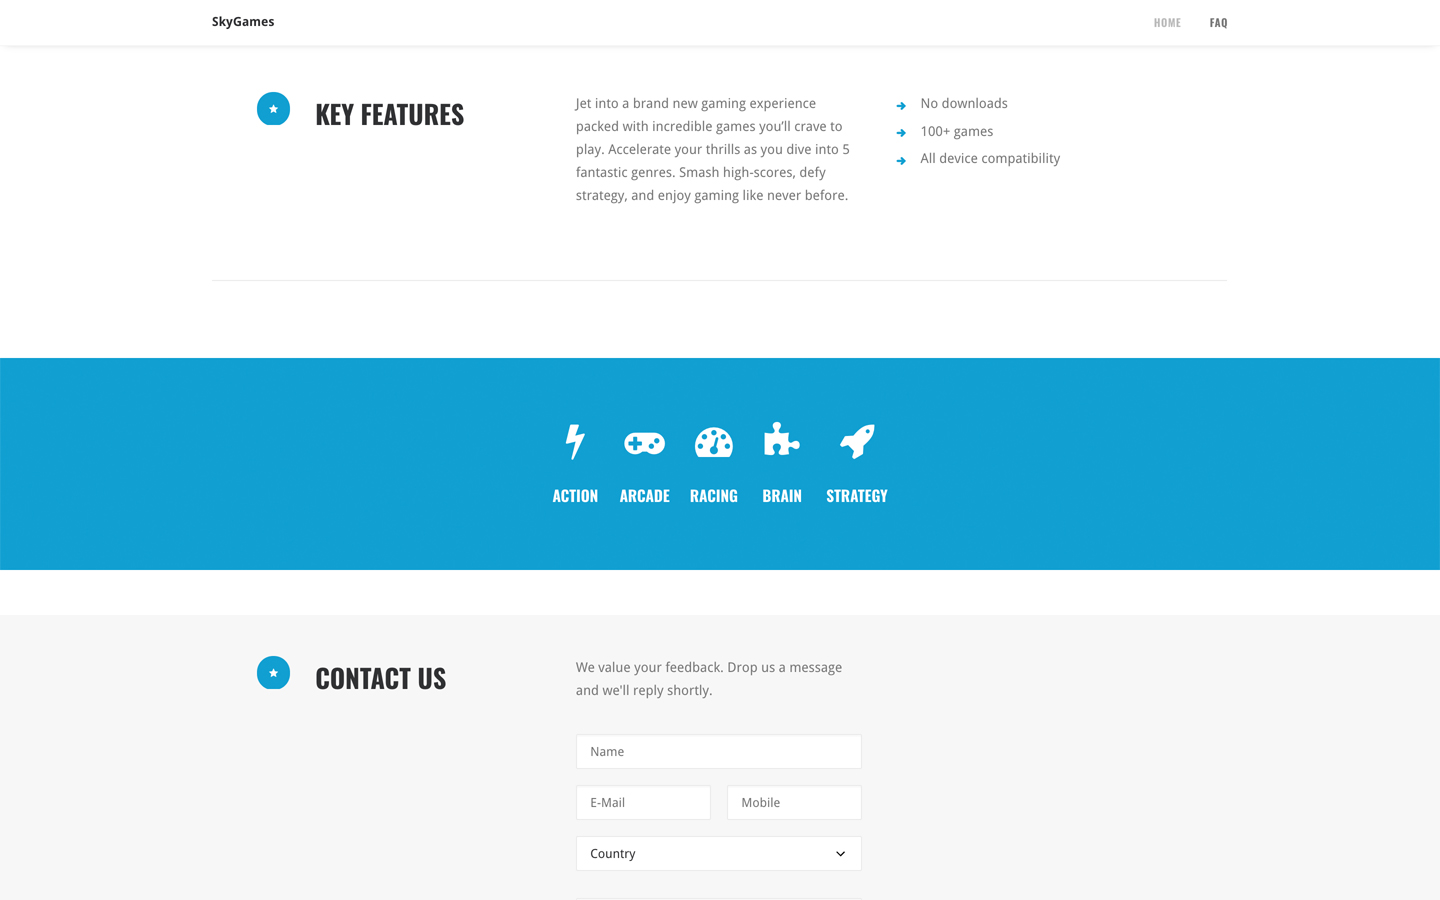 SkyGames
HOME
FAQ
KEY FEATURES
Jet into a brand new gaming experience
packed with incredible games you’ll crave to
play. Accelerate your thrills as you dive into 5
fantastic genres. Smash high-scores, defy
strategy, and enjoy gaming like never before.
No downloads
100+ games
All device compatibility
ACTION
ARCADE
RACING
BRAIN
STRATEGY
CONTACT US
We value your feedback. Drop us a message
and we'll reply shortly.
Name
E-Mail
Mobile
Country